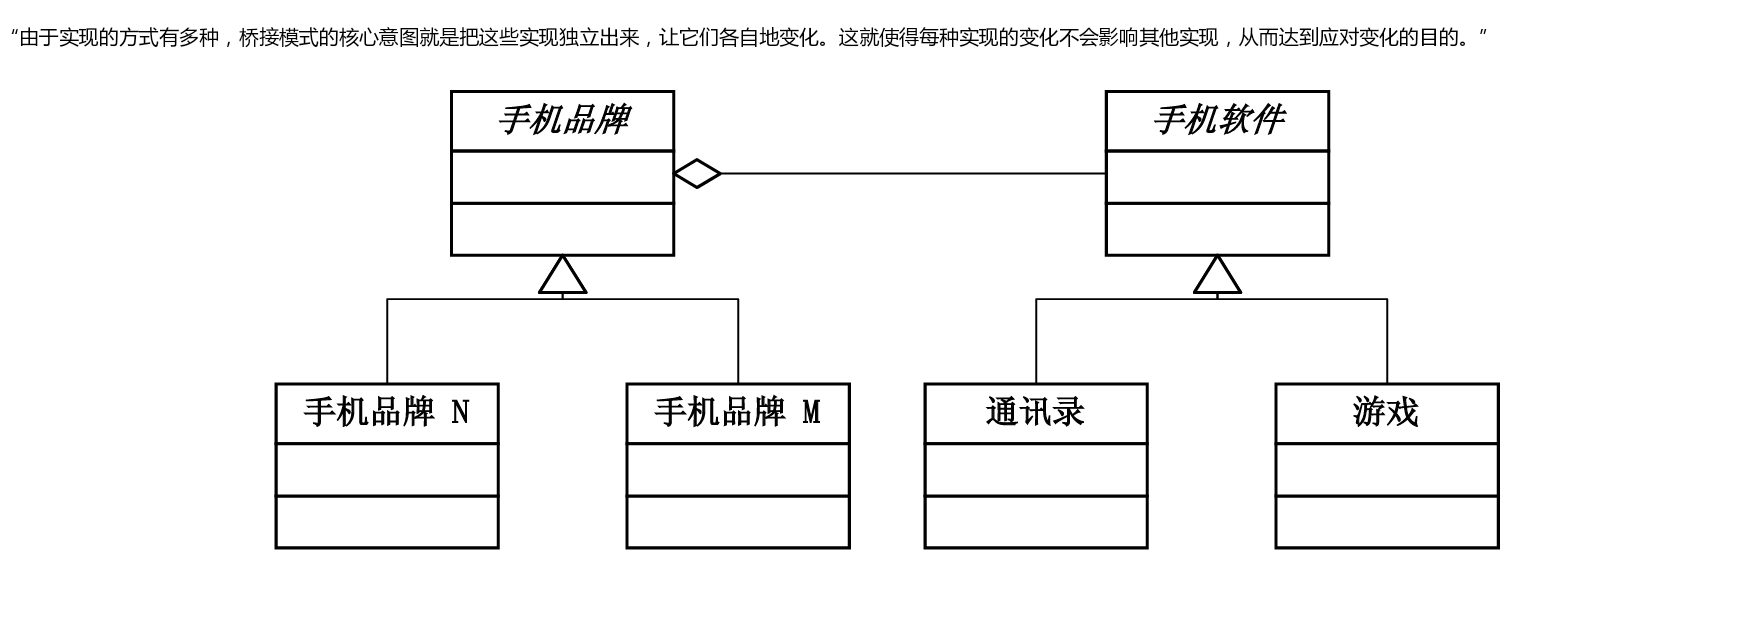 “由于实现的方式有多种，桥接模式的核心意图就是把这些实现独立出来，让它们各自地变化。这就使得每种实现的变化不会影响其他实现，从而达到应对变化的目的。”
手机品牌
手机软件
手机品牌 N
手机品牌 M
通讯录
游戏